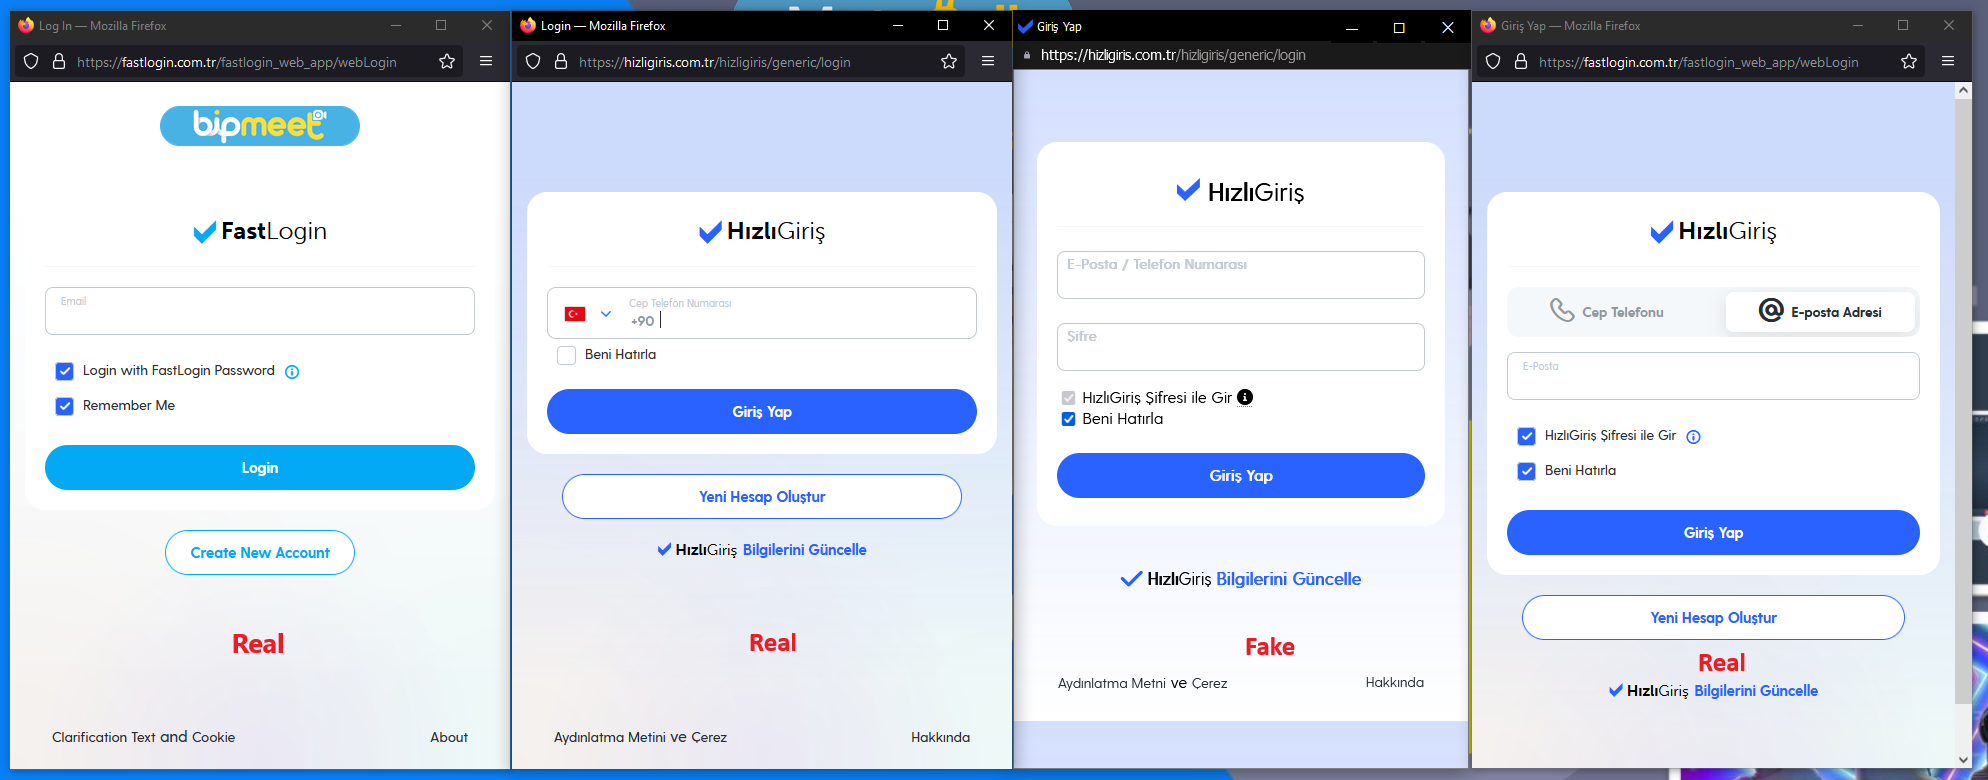 Log In — Mozilla Firefox
https://fastlogin.com.tr/fastlogin_web_app/webLogin
bipmeet
FastLogin
Email
Login with FastLogin Password
Remember Me
Login
Create New Account
Real
Clarification Text and Cookie
About
Login — Mozilla Firefox
https://hizligiris.com.tr/hizligiris/generic/login
HızlıGiriş
Cep Telefon Numarası
+90
Beni Hatırla
Giriş Yap
Yeni Hesap Oluştur
HızlıGiriş Bilgilerini Güncelle
Real
Aydınlatma Metini ve Çerez
Hakkında
Giriş Yap
https://hizligiris.com.tr/hizligiris/generic/login
HızlıGiriş
E-Posta / Telefon Numarası
Şifre
HızlıGiriş Şifresi ile Gir
Beni Hatırla
Giriş Yap
HızlıGiriş Bilgilerini Güncelle
Fake
Aydınlatma Metni ve Çerez
Hakkında
Giriş Yap — Mozilla Firefox
https://fastlogin.com.tr/fastlogin_web_app/webLogin
HızlıGiriş
Cep Telefonu
E-posta Adresi
E-Posta
HızlıGiriş Şifresi ile Gir
Beni Hatırla
Giriş Yap
Yeni Hesap Oluştur
Real
HızlıGiriş Bilgilerini Güncelle